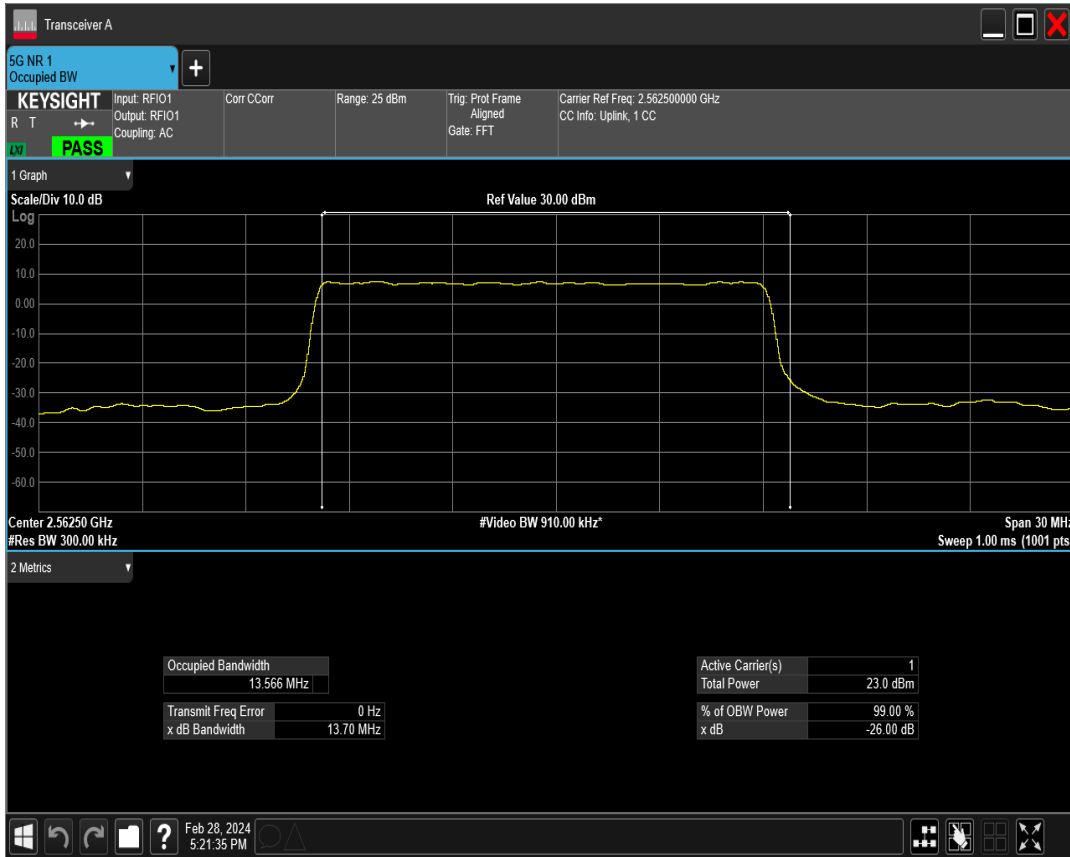 Transceiver A
5G NR 1
Occupied BW
KEYSIGHT
R T
LXI
PASS
Input: RFIO1
Output: RFIO1
Coupling: AC
Corr CCorr
Range: 25 dBm
Trig: Prot Frame
Aligned
Gate: FFT
Carrier Ref Freq: 2.562500000 GHz
CC Info: Uplink, 1 CC
1 Graph
Scale/Div 10.0 dB
Ref Value 30.00 dBm
Log
20.0
10.0
0.00
-10.0
-20.0
-30.0
-40.0
-50.0
-60.0
Center 2.56250 GHz
#Video BW 910.00 kHz*
Span 30 MHz
#Res BW 300.00 kHz
Sweep 1.00 ms (1001 pts
2 Metrics
Occupied Bandwidth
13.566 MHz
Transmit Freq Error 0 Hz
x dB Bandwidth 13.70 MHz
Active Carrier(s) 1
Total Power 23.0 dBm
% of OBW Power 99.00 %
x dB -26.00 dB
?
Feb 28, 2024
5:21:35 PM